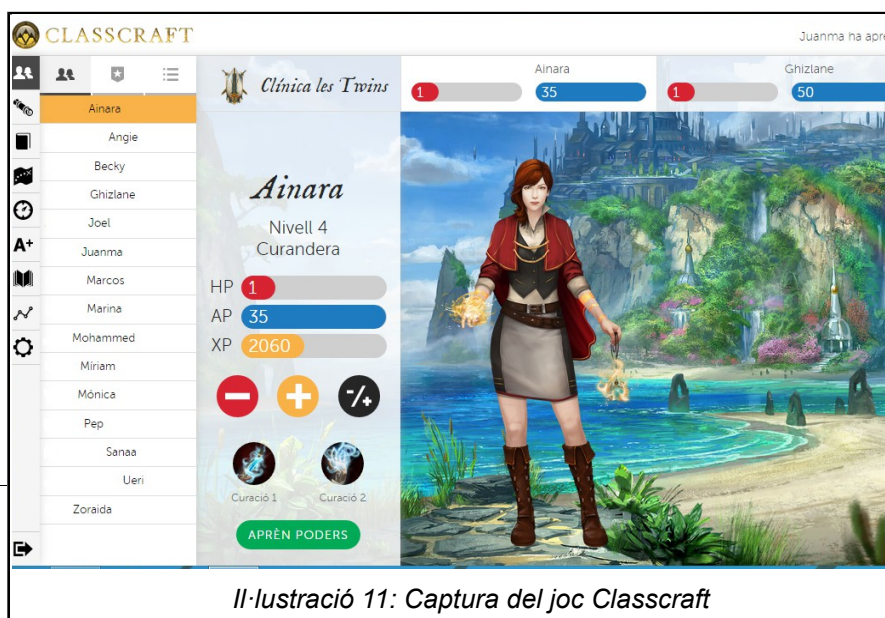 CLASSCRAFT
Juanma ha apr
Clínica les Twins
Ainara
1
35
Ghizlane
1
50
Ainara
Angie
Becky
Ghizlane
Joel
Juanma
Marcos
Marina
Mohammed
Míriam
Mónica
Pep
Sanaa
Ueri
Zoraida
A+
Ainara
Nivell 4
Curandera
HP 1
AP 35
XP 2060
-/+
Curació 1
Curació 2
APRÈN PODERS
Il·lustració 11: Captura del joc Classcraft